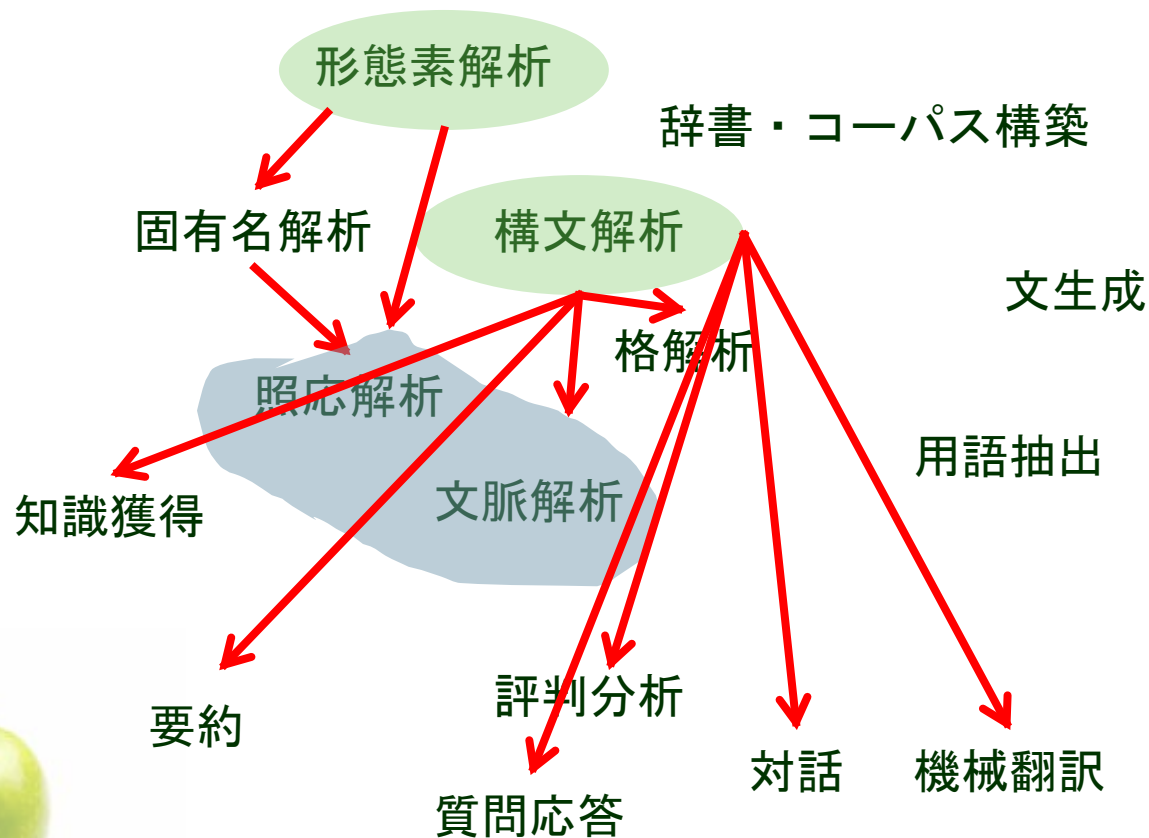 形態素解析
辞書・コーパス構築
固有名解析
構文解析
文生成
格解析
照応解析
用語抽出
文脈解析
知識獲得
評判分析
要約
対話
機械翻訳
質問応答